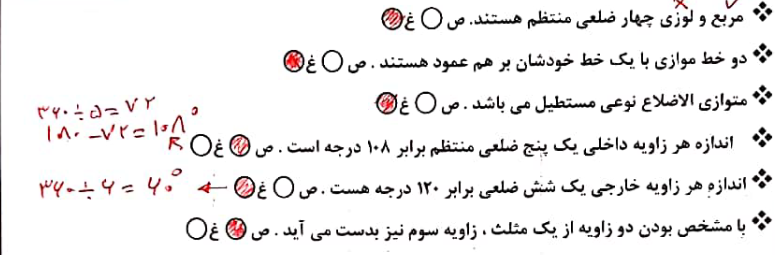 ❖ مربع و لوزی چهار ضلعی منتظم هستند. ص ○ غ
❖ دو خط موازی با یک خط خودشان بر هم عمود هستند . ص ○ غ
❖ متوازی الاضلاع نوعی مستطیل می باشد . ص ○ غ
۳۶۰ ÷ ۵ = ۷۲
۱۸۰ - ۷۲ = ۱۰۸°
❖ اندازه هر زاویه داخلی یک پنج ضلعی منتظم برابر ۱۰۸ درجه است . ص غ ○
❖ اندازه هر زاویه خارجی یک شش ضلعی برابر ۱۲۰ درجه هست . ص ○ غ ← ۳۶۰ ÷ ۶ = ۶۰°
❖ با مشخص بودن دو زاویه از یک مثلث ، زاویه سوم نیز بدست می آید . ص غ ○